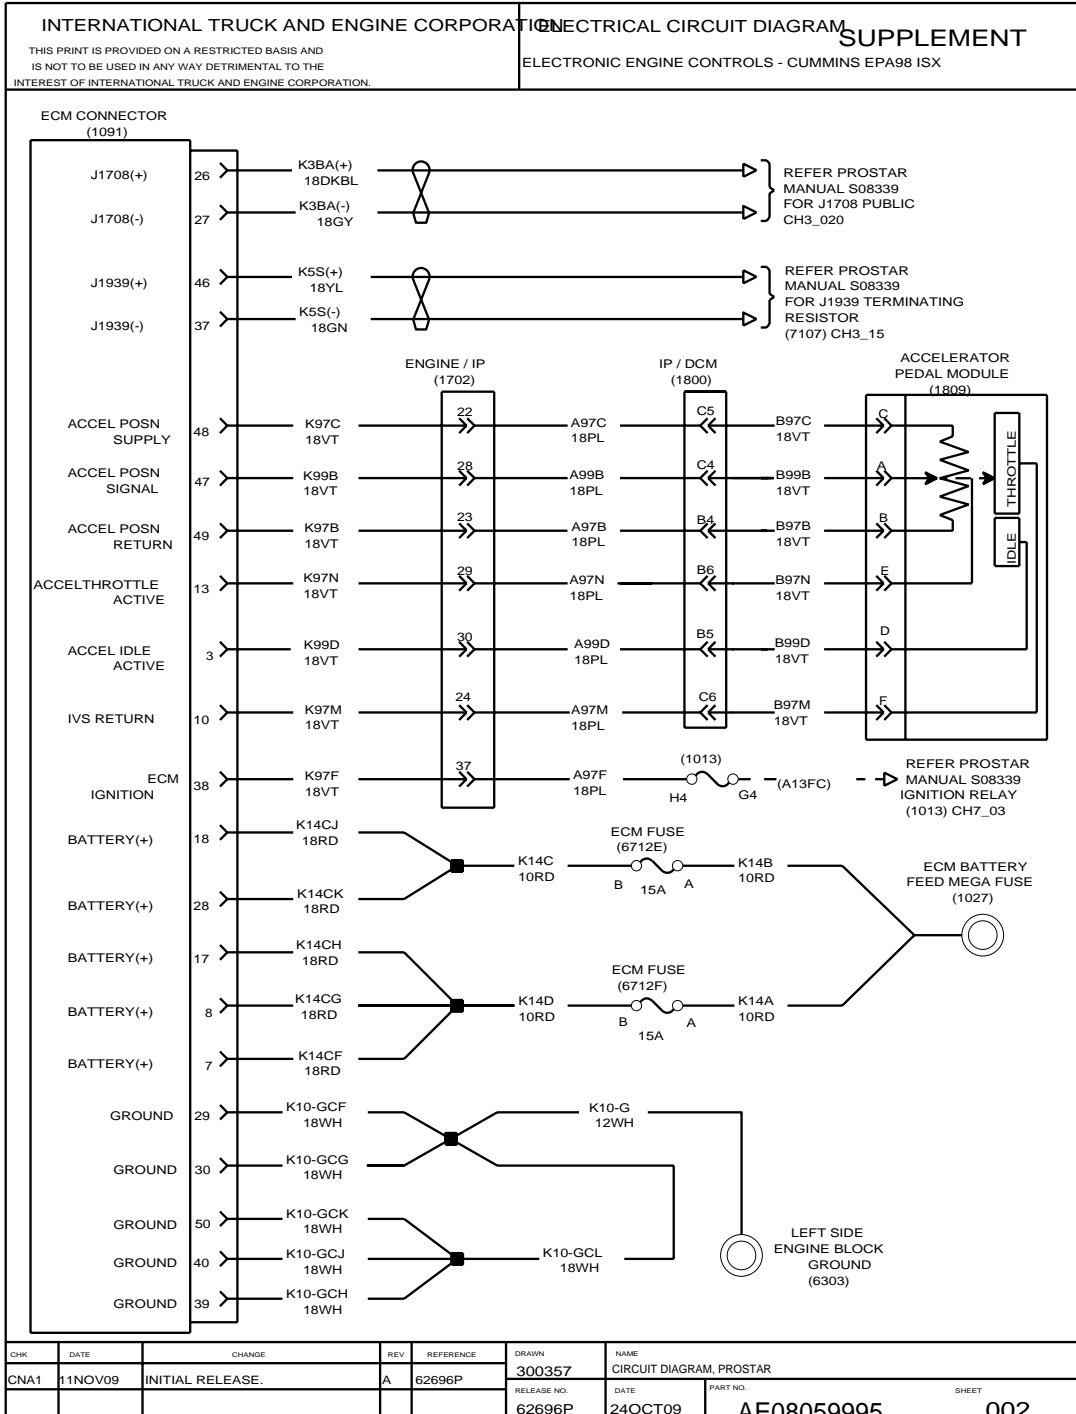 INTERNATIONAL TRUCK AND ENGINE CORPORATION
THIS PRINT IS PROVIDED ON A RESTRICTED BASIS AND
IS NOT TO BE USED IN ANY WAY DETRIMENTAL TO THE
INTEREST OF INTERNATIONAL TRUCK AND ENGINE CORPORATION.
ELECTRICAL CIRCUIT DIAGRAM
SUPPLEMENT
ELECTRONIC ENGINE CONTROLS - CUMMINS EPA98 ISX
ECM CONNECTOR
(1091)
J1708(+) 26 K3BA(+)
18DKBL
J1708(-) 27 K3BA(-)
18GY
REFER PROSTAR
MANUAL S08339
FOR J1708 PUBLIC
CH3_020
J1939(+) 46 K5S(+)
18YL
J1939(-) 37 K5S(-)
18GN
REFER PROSTAR
MANUAL S08339
FOR J1939 TERMINATING
RESISTOR
(7107) CH3_15
ENGINE / IP
(1702)
IP / DCM
(1800)
ACCELERATOR
PEDAL MODULE
(1809)
ACCEL POSN
SUPPLY 48 K97C
18VT
22 A97C
18PL
C5 B97C
18VT
C
ACCEL POSN
SIGNAL 47 K99B
18VT
28 A99B
18PL
C4 B99B
18VT
A
ACCEL POSN
RETURN 49 K97B
18VT
23 A97B
18PL
B4 B97B
18VT
B
THROTTLE
IDLE
ACCELTHROTTLE
ACTIVE 13 K97N
18VT
29 A97N
18PL
B6 B97N
18VT
E
ACCEL IDLE
ACTIVE 3 K99D
18VT
30 A99D
18PL
B5 B99D
18VT
D
IVS RETURN 10 K97M
18VT
24 A97M
18PL
C6 B97M
18VT
F
ECM
IGNITION 38 K97F
18VT
37 A97F
18PL
(1013)
H4 G4 (A13FC)
REFER PROSTAR
MANUAL S08339
IGNITION RELAY
(1013) CH7_03
BATTERY(+) 18 K14CJ
18RD
BATTERY(+) 28 K14CK
18RD
K14C
10RD
ECM FUSE
(6712E)
B 15A A
K14B
10RD
ECM BATTERY
FEED MEGA FUSE
(1027)
BATTERY(+) 17 K14CH
18RD
BATTERY(+) 8 K14CG
18RD
BATTERY(+) 7 K14CF
18RD
K14D
10RD
ECM FUSE
(6712F)
B 15A A
K14A
10RD
GROUND 29 K10-GCF
18WH
GROUND 30 K10-GCG
18WH
K10-G
12WH
GROUND 50 K10-GCK
18WH
GROUND 40 K10-GCJ
18WH
GROUND 39 K10-GCH
18WH
K10-GCL
18WH
LEFT SIDE
ENGINE BLOCK
GROUND
(6303)
CHK DATE CHANGE REV REFERENCE
CNA1 11NOV09 INITIAL RELEASE. A 62696P
DRAWN
300357
NAME
CIRCUIT DIAGRAM, PROSTAR
RELEASE NO.
62696P
DATE
24OCT09
PART NO.
AE08059995
SHEET
002